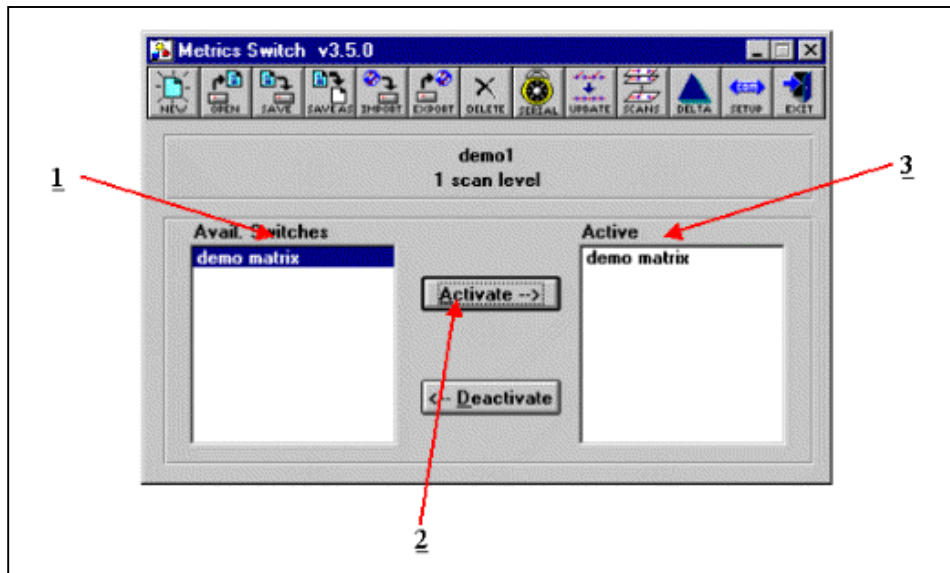 Metrics Switch v3.5.0
NEW OPEN SAVE SAVE AS IMPORT EXPORT DELETE SERIAL UPDATE SCANS DELTA SETUP EXIT
demo1
1 scan level
1
3
Avail. Switches
Active
demo matrix
demo matrix
Activate -->
<-- Deactivate
2